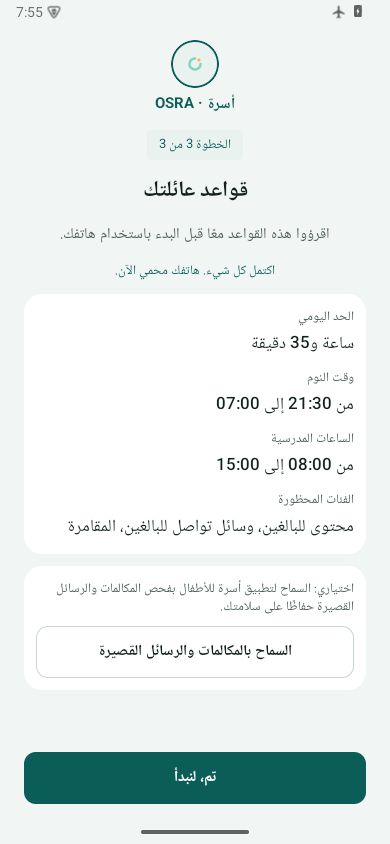 7:55
أسرة · OSRA
الخطوة 3 من 3
قواعد عائلتك
اقرؤوا هذه القواعد معًا قبل البدء باستخدام هاتفك.
اكتمل كل شيء. هاتفك محمي الآن.
الحد اليومي
ساعة و35 دقيقة
وقت النوم
من 21:30 إلى 07:00
الساعات المدرسية
من 08:00 إلى 15:00
الفئات المحظورة
محتوى للبالغين، وسائل تواصل للبالغين، المقامرة
اختياري: السماح لتطبيق أسرة للأطفال بفحص المكالمات والرسائل
القصيرة حفاظًا على سلامتك.
السماح بالمكالمات والرسائل القصيرة
تم، لنبدأ